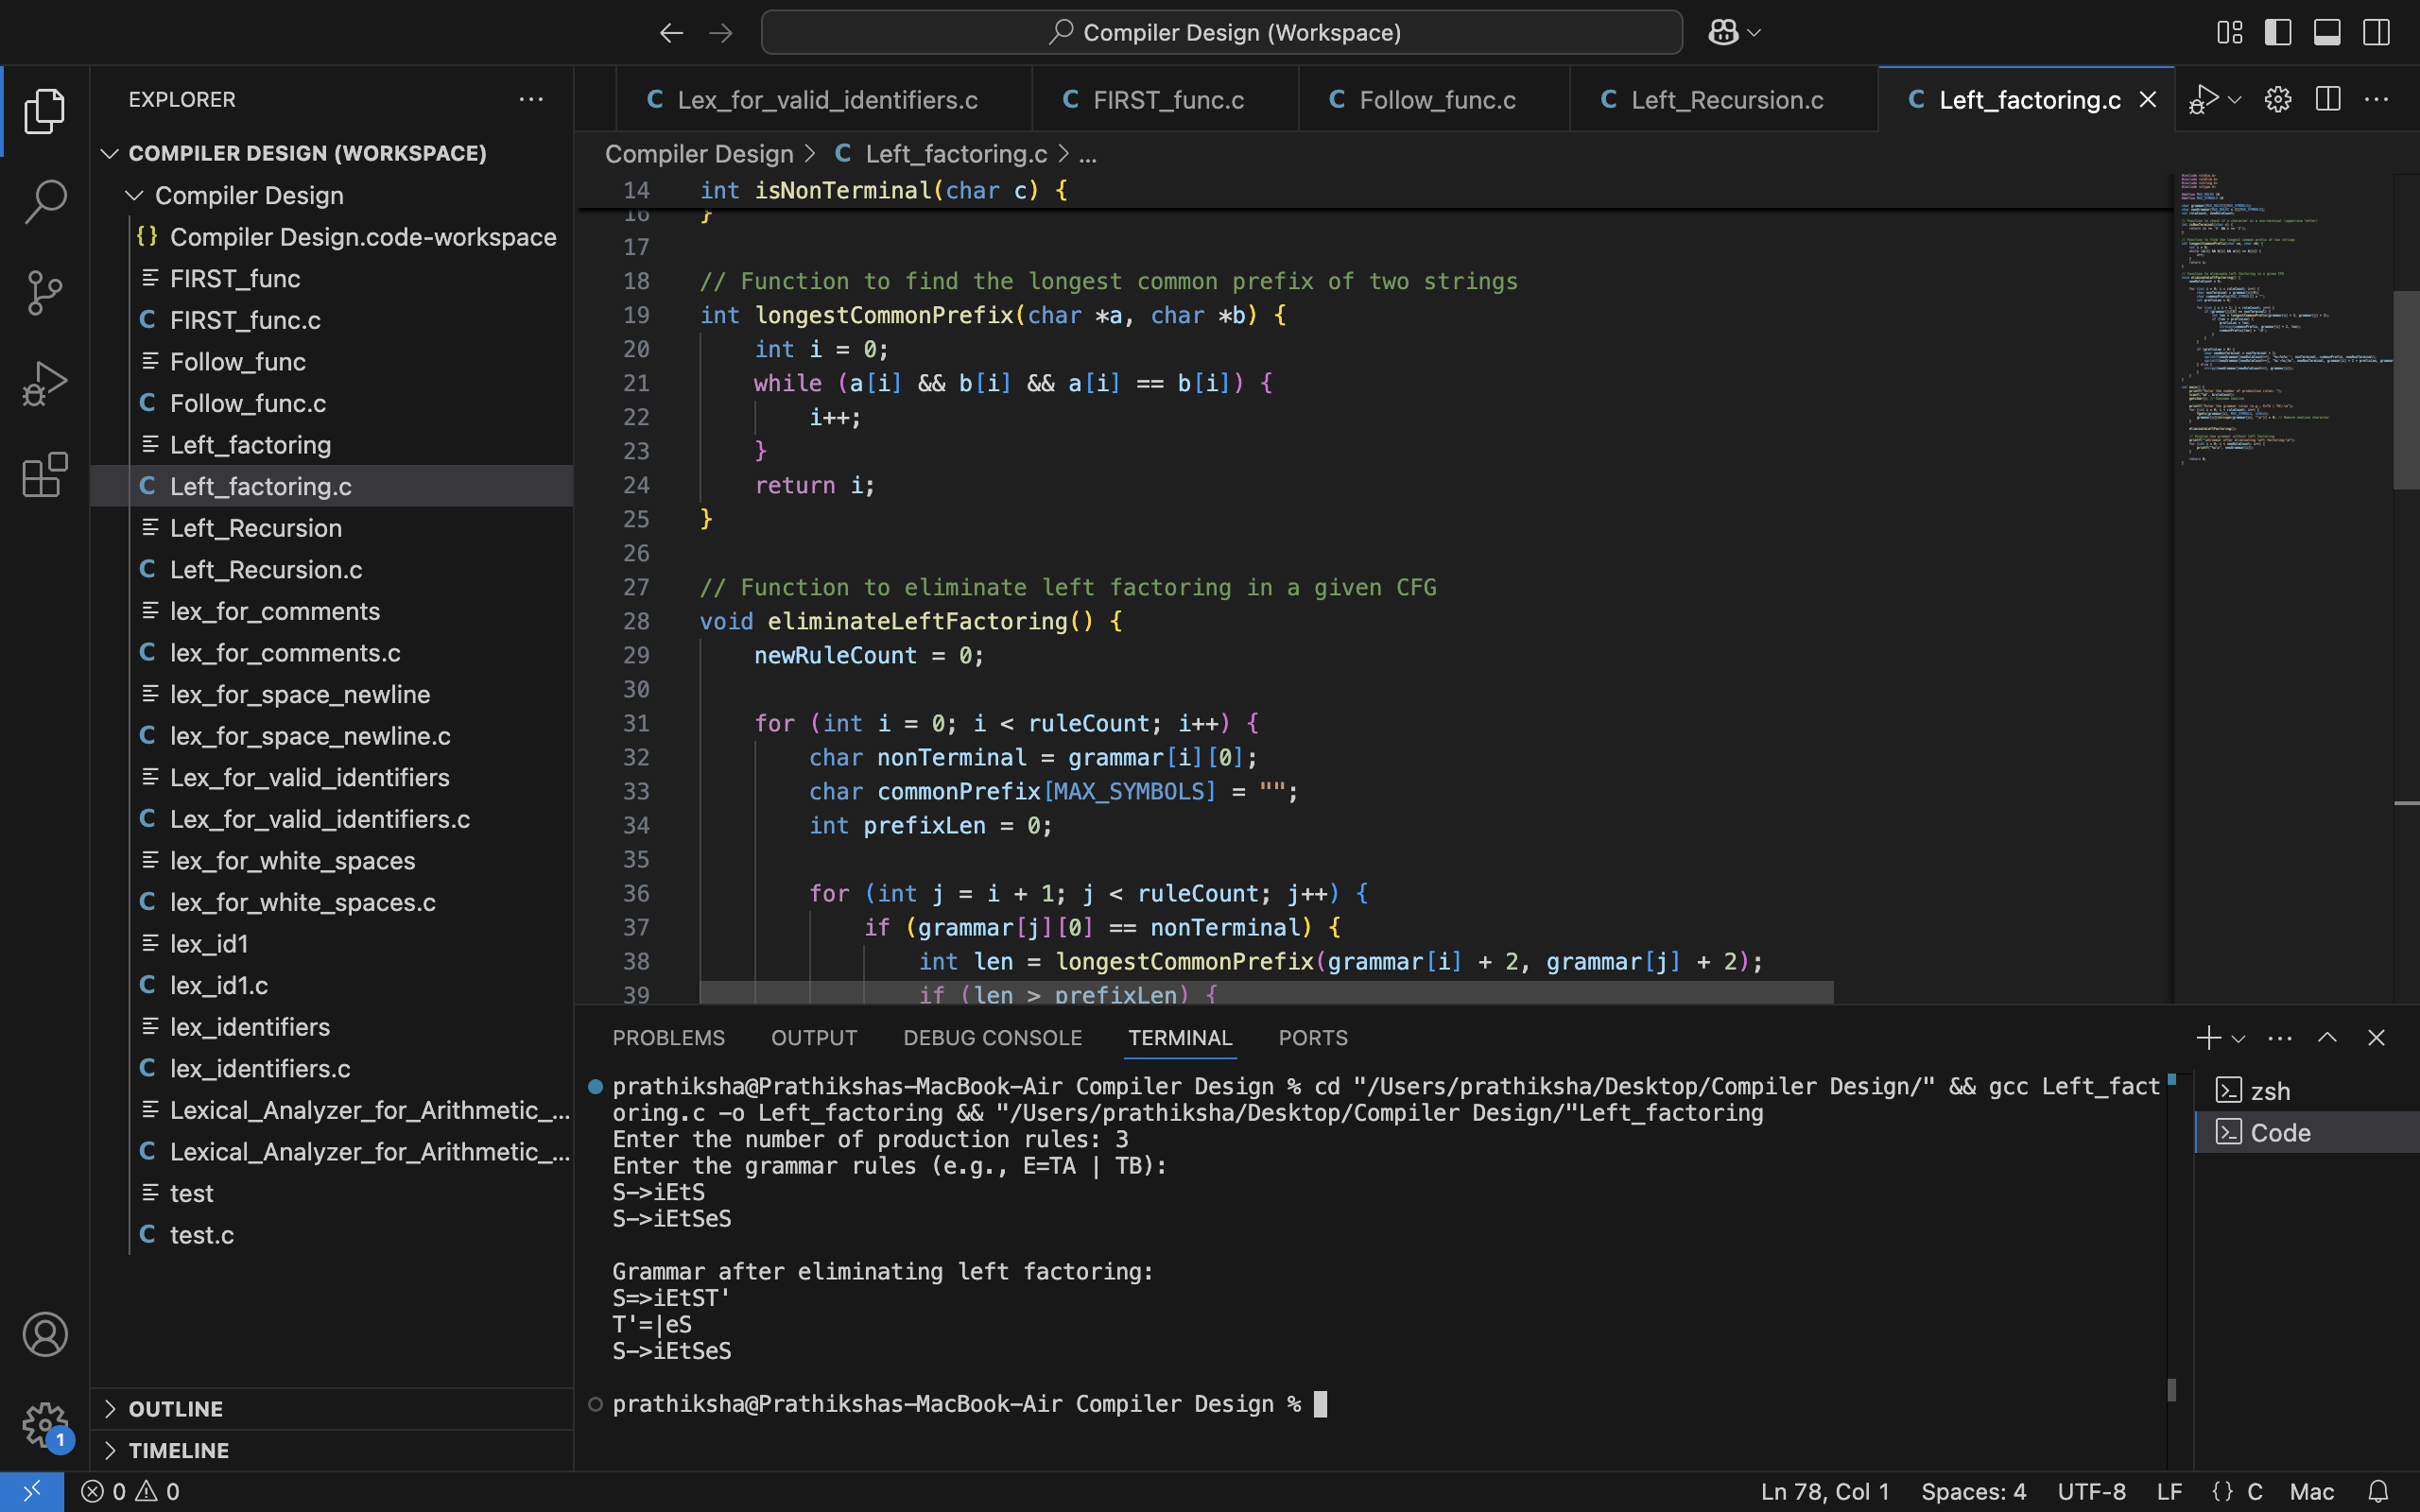 Compiler Design (Workspace)
EXPLORER
COMPILER DESIGN (WORKSPACE)
Compiler Design
{} Compiler Design.code-workspace
FIRST_func
C FIRST_func.c
Follow_func
C Follow_func.c
Left_factoring
C Left_factoring.c
Left_Recursion
C Left_Recursion.c
lex_for_comments
C lex_for_comments.c
lex_for_space_newline
C lex_for_space_newline.c
Lex_for_valid_identifiers
C Lex_for_valid_identifiers.c
lex_for_white_spaces
C lex_for_white_spaces.c
lex_id1
C lex_id1.c
lex_identifiers
C lex_identifiers.c
Lexical_Analyzer_for_Arithmetic_...
C Lexical_Analyzer_for_Arithmetic_...
test
C test.c
OUTLINE
TIMELINE
1
C Lex_for_valid_identifiers.c
C FIRST_func.c
C Follow_func.c
C Left_Recursion.c
C Left_factoring.c
Compiler Design > C Left_factoring.c > ...
14 int isNonTerminal(char c) {
16 }
17
18 // Function to find the longest common prefix of two strings
19 int longestCommonPrefix(char *a, char *b) {
20 int i = 0;
21 while (a[i] && b[i] && a[i] == b[i]) {
22 i++;
23 }
24 return i;
25 }
26
27 // Function to eliminate left factoring in a given CFG
28 void eliminateLeftFactoring() {
29 newRuleCount = 0;
30
31 for (int i = 0; i < ruleCount; i++) {
32 char nonTerminal = grammar[i][0];
33 char commonPrefix[MAX_SYMBOLS] = "";
34 int prefixLen = 0;
35
36 for (int j = i + 1; j < ruleCount; j++) {
37 if (grammar[j][0] == nonTerminal) {
38 int len = longestCommonPrefix(grammar[i] + 2, grammar[j] + 2);
39 if (len > prefixLen) {
PROBLEMS OUTPUT DEBUG CONSOLE TERMINAL PORTS
prathiksha@Prathikshas-MacBook-Air Compiler Design % cd "/Users/prathiksha/Desktop/Compiler Design/" && gcc Left_fact
oring.c -o Left_factoring && "/Users/prathiksha/Desktop/Compiler Design/"Left_factoring
Enter the number of production rules: 3
Enter the grammar rules (e.g., E=TA | TB):
S->iEtS
S->iEtSeS
Grammar after eliminating left factoring:
S=>iEtST'
T'=|eS
S->iEtSeS
prathiksha@Prathikshas-MacBook-Air Compiler Design %
zsh
Code
0 0
Ln 78, Col 1 Spaces: 4 UTF-8 LF {} C Mac